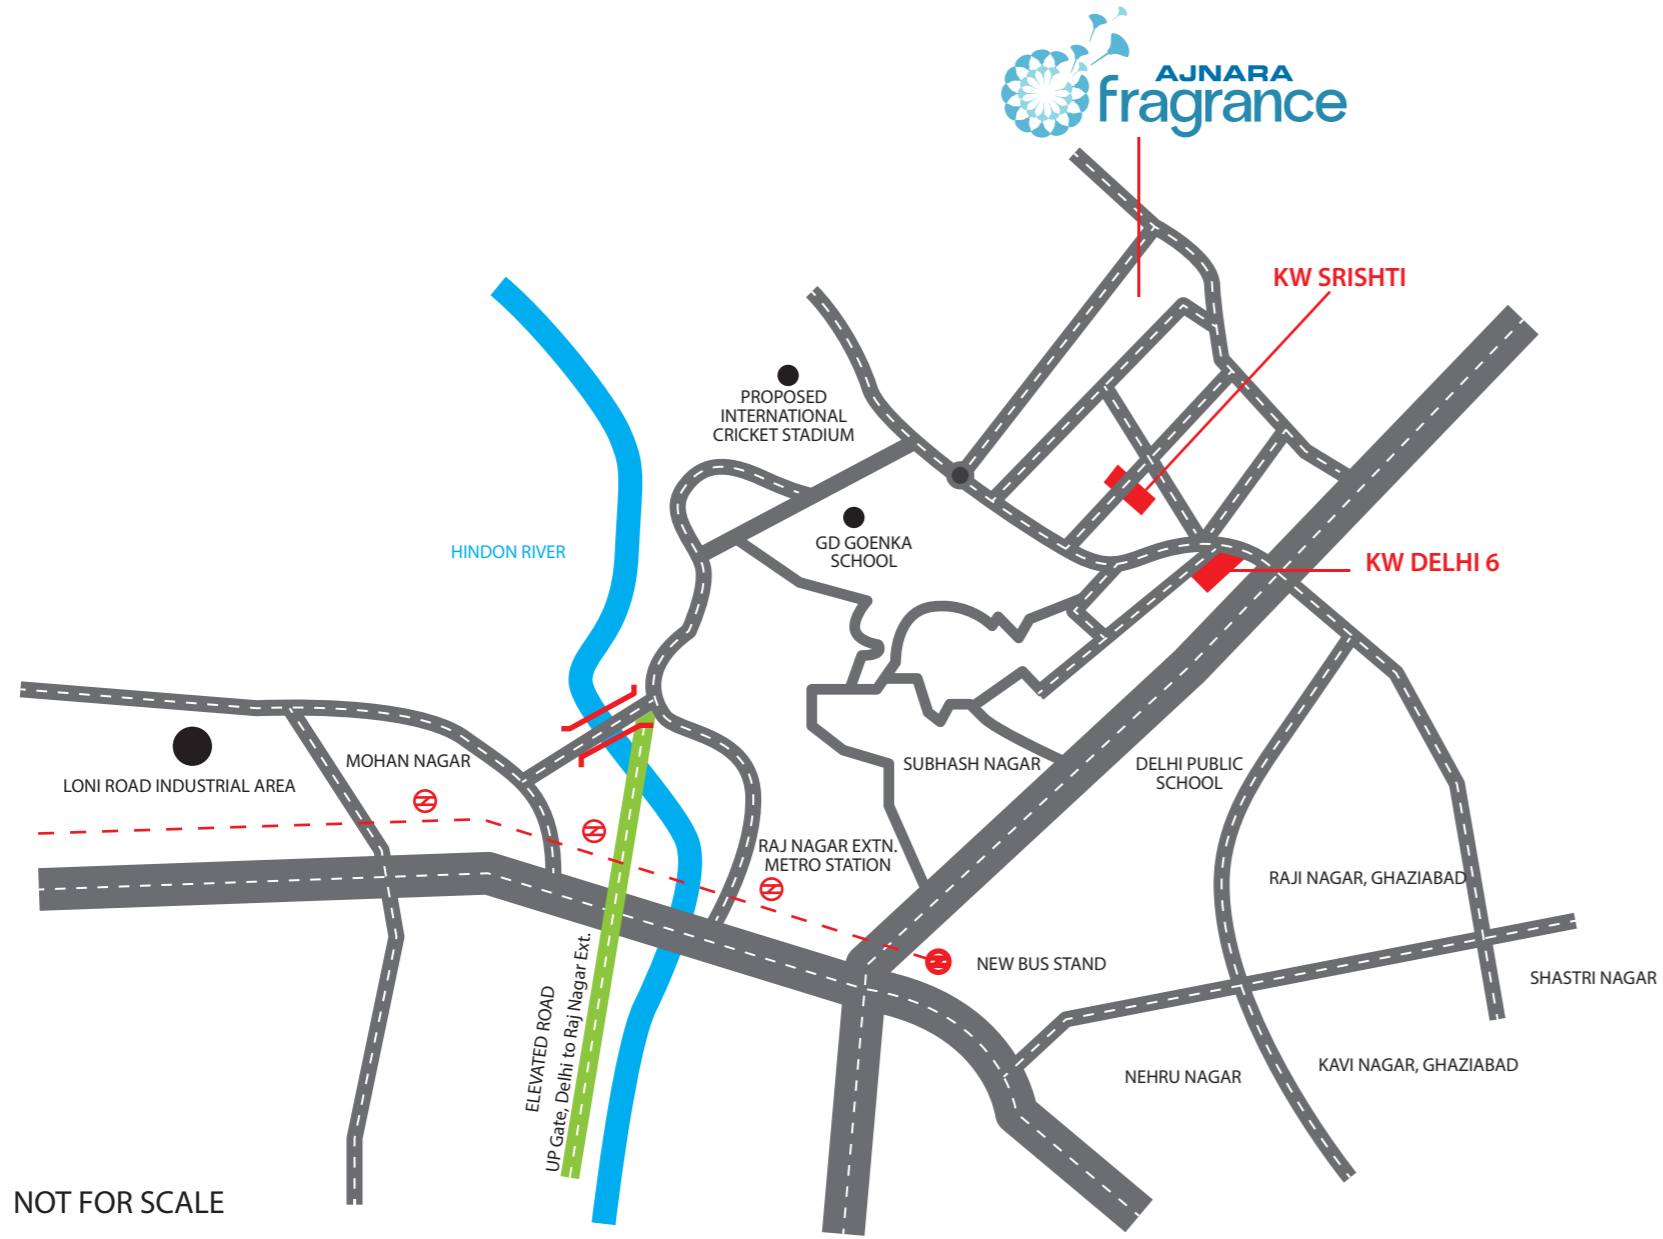 AJNARA
fragrance
KW SRISHTI
PROPOSED
INTERNATIONAL
CRICKET STADIUM
GD GOENKA
SCHOOL
HINDON RIVER
KW DELHI 6
MOHAN NAGAR
LONI ROAD INDUSTRIAL AREA
SUBHASH NAGAR
DELHI PUBLIC
SCHOOL
RAJ NAGAR EXTN.
METRO STATION
RAJI NAGAR, GHAZIABAD
NEW BUS STAND
SHASTRI NAGAR
ELEVATED ROAD
UP Gate, Delhi to Raj Nagar Ext.
NEHRU NAGAR
KAVI NAGAR, GHAZIABAD
NOT FOR SCALE